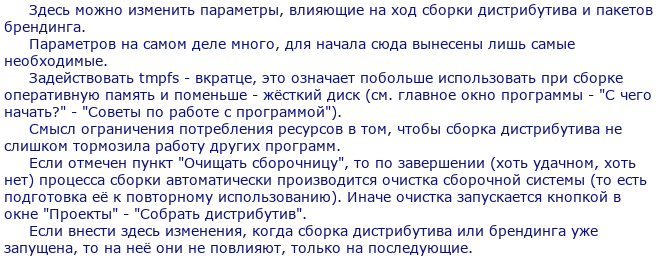 Здесь можно изменить параметры, влияющие на ход сборки дистрибутива и пакетов
брендинга.
Параметров на самом деле много, для начала сюда вынесены лишь самые
необходимые.
Задействовать tmpfs - вкратце, это означает побольше использовать при сборке
оперативную память и поменьше - жёсткий диск (см. главное окно программы - "С чего
начать?" - "Советы по работе с программой").
Смысл ограничения потребления ресурсов в том, чтобы сборка дистрибутива не
слишком тормозила работу других программ.
Если отмечен пункт "Очищать сборочницу", то по завершении (хоть удачном, хоть
нет) процесса сборки автоматически производится очистка сборочной системы (то есть
подготовка её к повторному использованию). Иначе очистка запускается кнопкой в
окне "Проекты" - "Собрать дистрибутив".
Если внести здесь изменения, когда сборка дистрибутива или брендинга уже
запущена, то на неё они не повлияют, только на последующие.